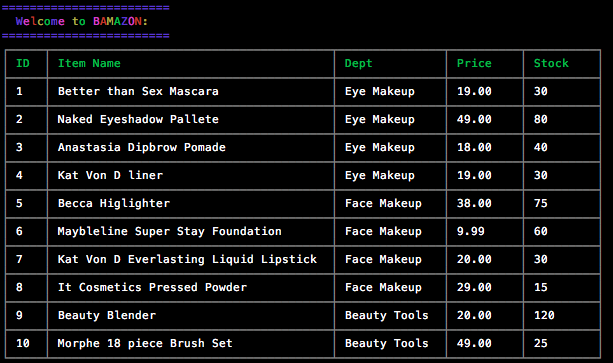 Welcome to BAMAZON:
ID Item Name Dept Price Stock
1 Better than Sex Mascara Eye Makeup 19.00 30
2 Naked Eyeshadow Pallete Eye Makeup 49.00 80
3 Anastasia Dipbrow Pomade Eye Makeup 18.00 40
4 Kat Von D liner Eye Makeup 19.00 30
5 Becca Higlighter Face Makeup 38.00 75
6 Maybleline Super Stay Foundation Face Makeup 9.99 60
7 Kat Von D Everlasting Liquid Lipstick Face Makeup 20.00 30
8 It Cosmetics Pressed Powder Face Makeup 29.00 15
9 Beauty Blender Beauty Tools 20.00 120
10 Morphe 18 piece Brush Set Beauty Tools 49.00 25